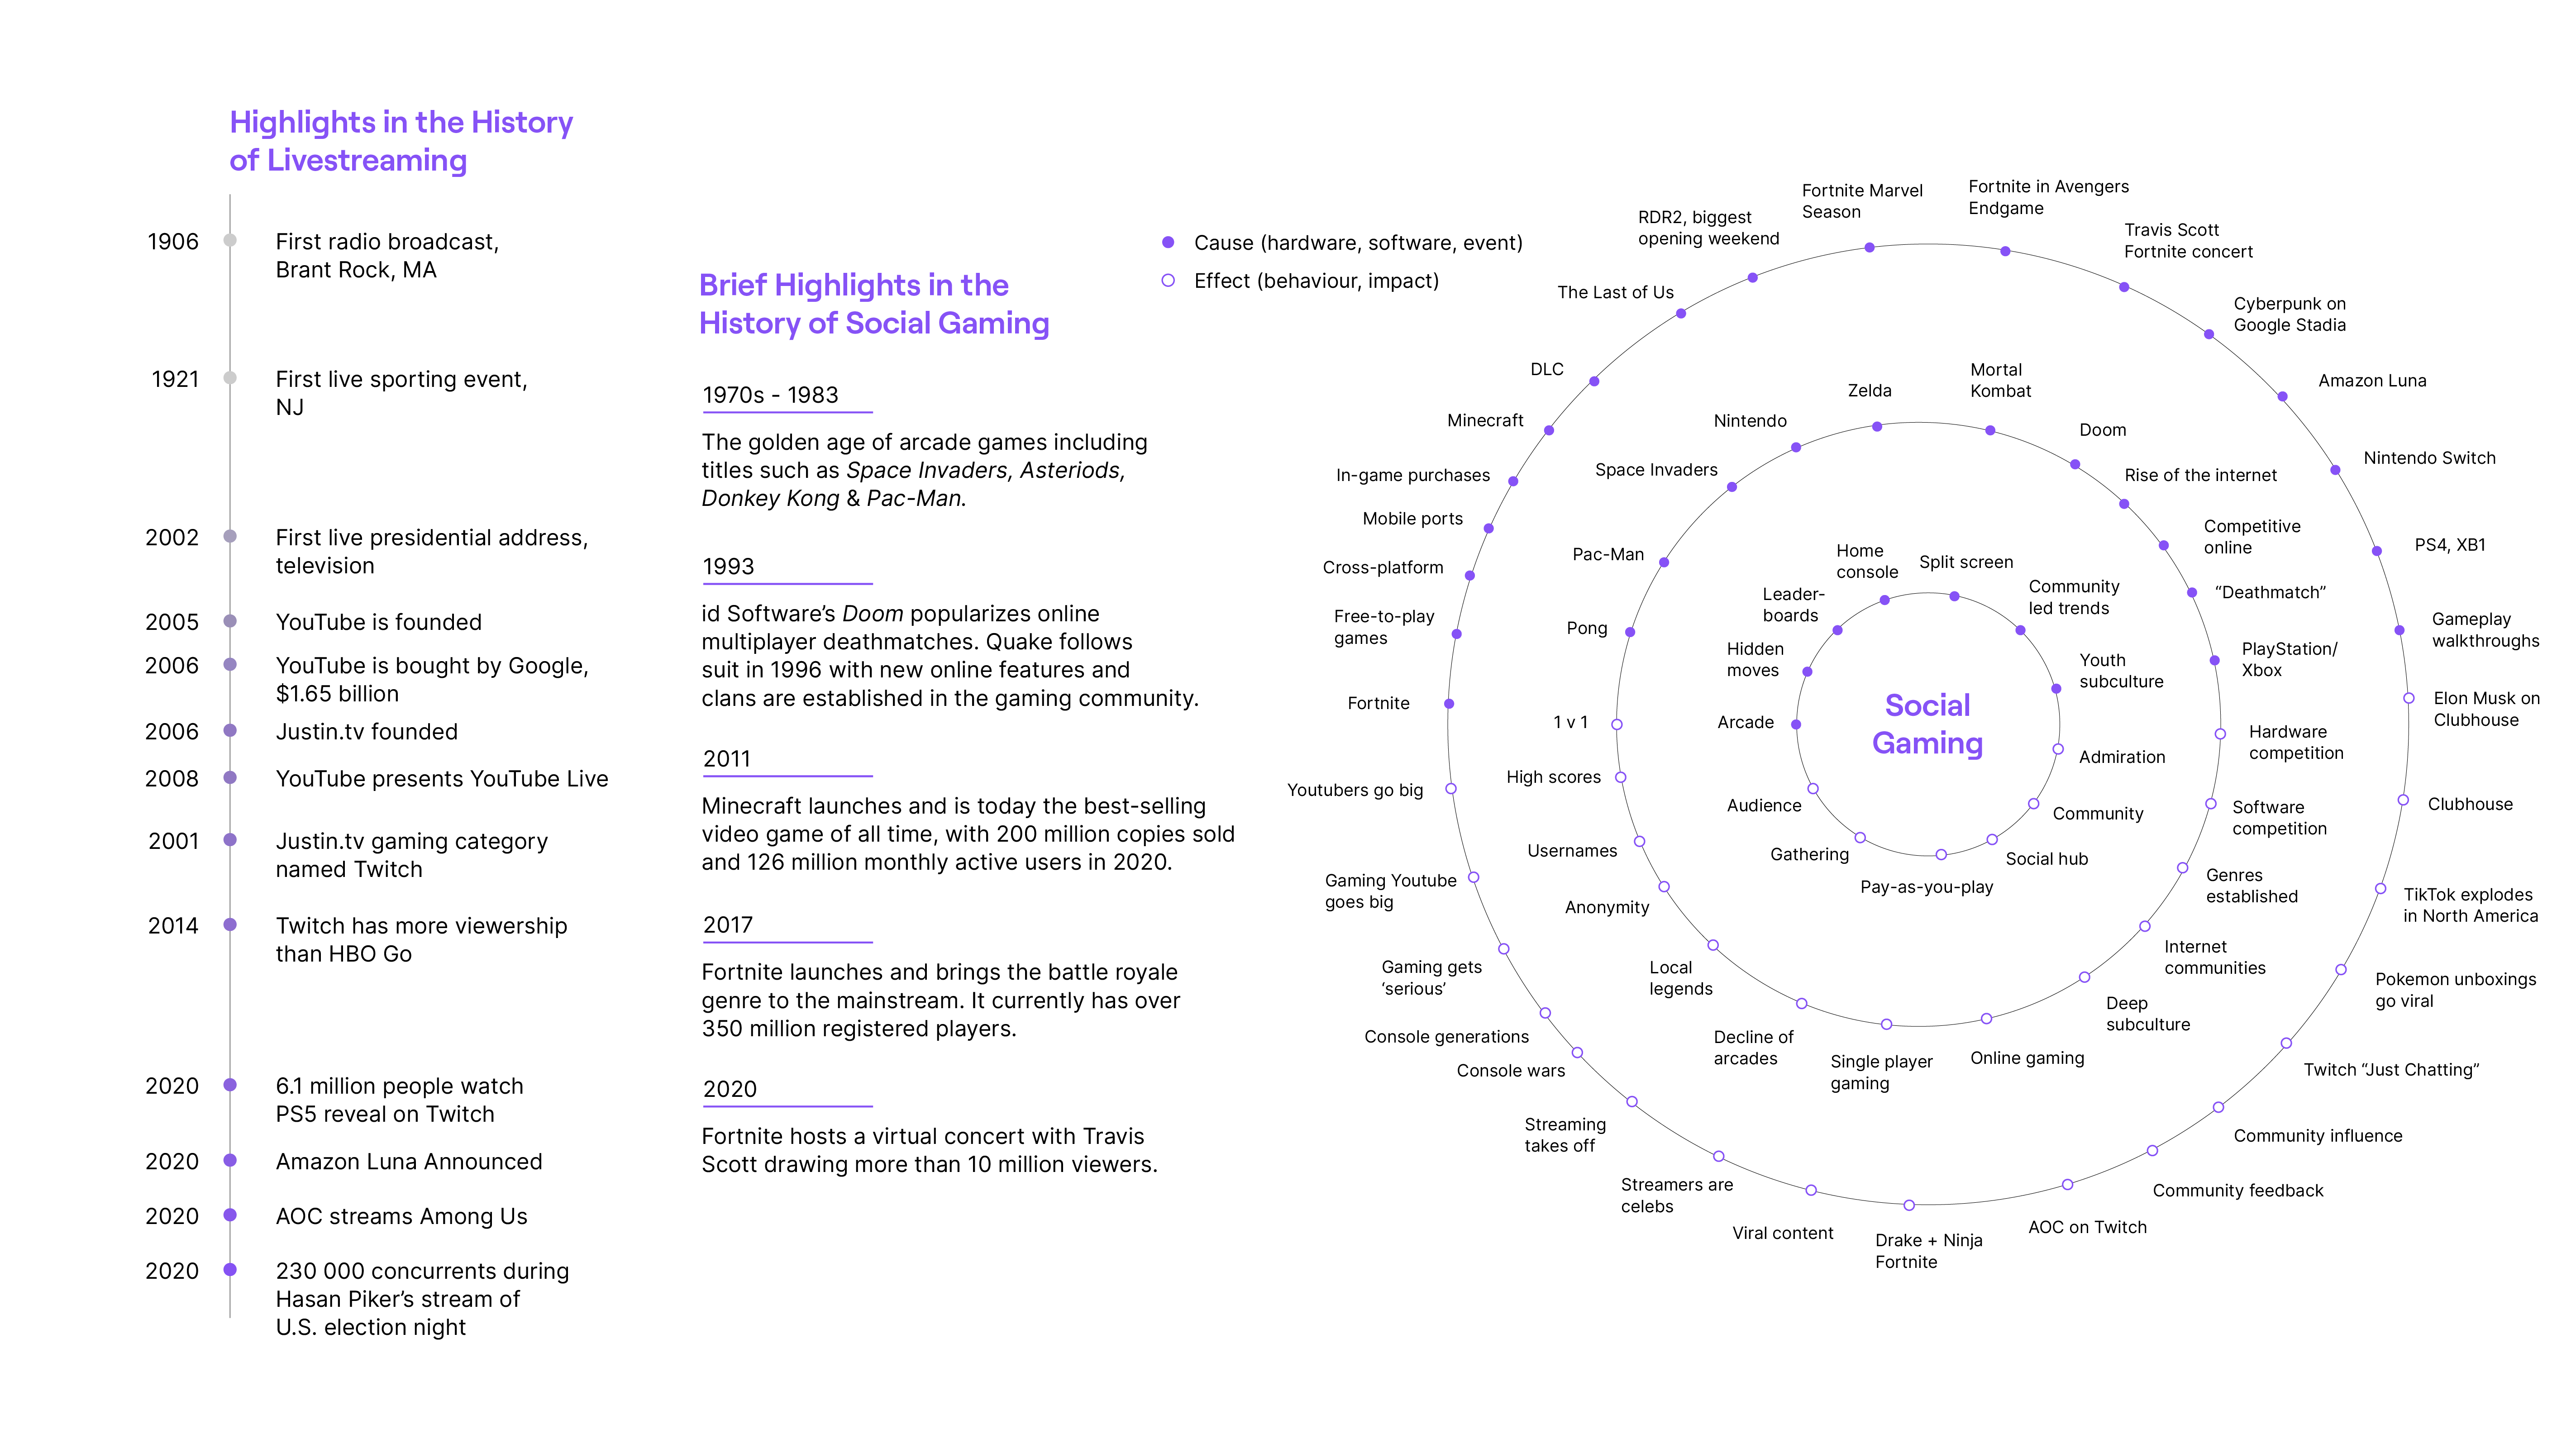 Highlights in the History
of Livestreaming
1906
First radio broadcast,
Brant Rock, MA
1921
First live sporting event,
NJ
2002
First live presidential address,
television
2005
YouTube is founded
2006
YouTube is bought by Google,
$1.65 billion
2006
Justin.tv founded
2008
YouTube presents YouTube Live
2001
Justin.tv gaming category
named Twitch
2014
Twitch has more viewership
than HBO Go
2020
6.1 million people watch
PS5 reveal on Twitch
2020
Amazon Luna Announced
2020
AOC streams Among Us
2020
230 000 concurrents during
Hasan Piker’s stream of
U.S. election night
Brief Highlights in the
History of Social Gaming
1970s - 1983
The golden age of arcade games including
titles such as Space Invaders, Asteriods,
Donkey Kong & Pac-Man.
1993
id Software’s Doom popularizes online
multiplayer deathmatches. Quake follows
suit in 1996 with new online features and
clans are established in the gaming community.
2011
Minecraft launches and is today the best-selling
video game of all time, with 200 million copies sold
and 126 million monthly active users in 2020.
2017
Fortnite launches and brings the battle royale
genre to the mainstream. It currently has over
350 million registered players.
2020
Fortnite hosts a virtual concert with Travis
Scott drawing more than 10 million viewers.
Cause (hardware, software, event)
Effect (behaviour, impact)
Social
Gaming
Arcade
Hidden
moves
Leader-
boards
Home
console
Split screen
Community
led trends
Youth
subculture
Admiration
Community
Social hub
Pay-as-you-play
Gathering
Audience
Pong
Pac-Man
Space Invaders
Nintendo
Zelda
Mortal
Kombat
Doom
Rise of the internet
Competitive
online
“Deathmatch”
PlayStation/
Xbox
Hardware
competition
Software
competition
Genres
established
Internet
communities
Deep
subculture
Online gaming
Single player
gaming
Decline of
arcades
Local
legends
Anonymity
Usernames
High scores
1 v 1
Fortnite
Free-to-play
games
Cross-platform
Mobile ports
In-game purchases
Minecraft
DLC
The Last of Us
RDR2, biggest
opening weekend
Fortnite Marvel
Season
Fortnite in Avengers
Endgame
Travis Scott
Fortnite concert
Cyberpunk on
Google Stadia
Amazon Luna
Nintendo Switch
PS4, XB1
Gameplay
walkthroughs
Elon Musk on
Clubhouse
Clubhouse
TikTok explodes
in North America
Pokemon unboxings
go viral
Twitch “Just Chatting”
Community influence
Community feedback
AOC on Twitch
Drake + Ninja
Fortnite
Viral content
Streamers are
celebs
Streaming
takes off
Console wars
Console generations
Gaming gets
‘serious’
Gaming Youtube
goes big
Youtubers go big